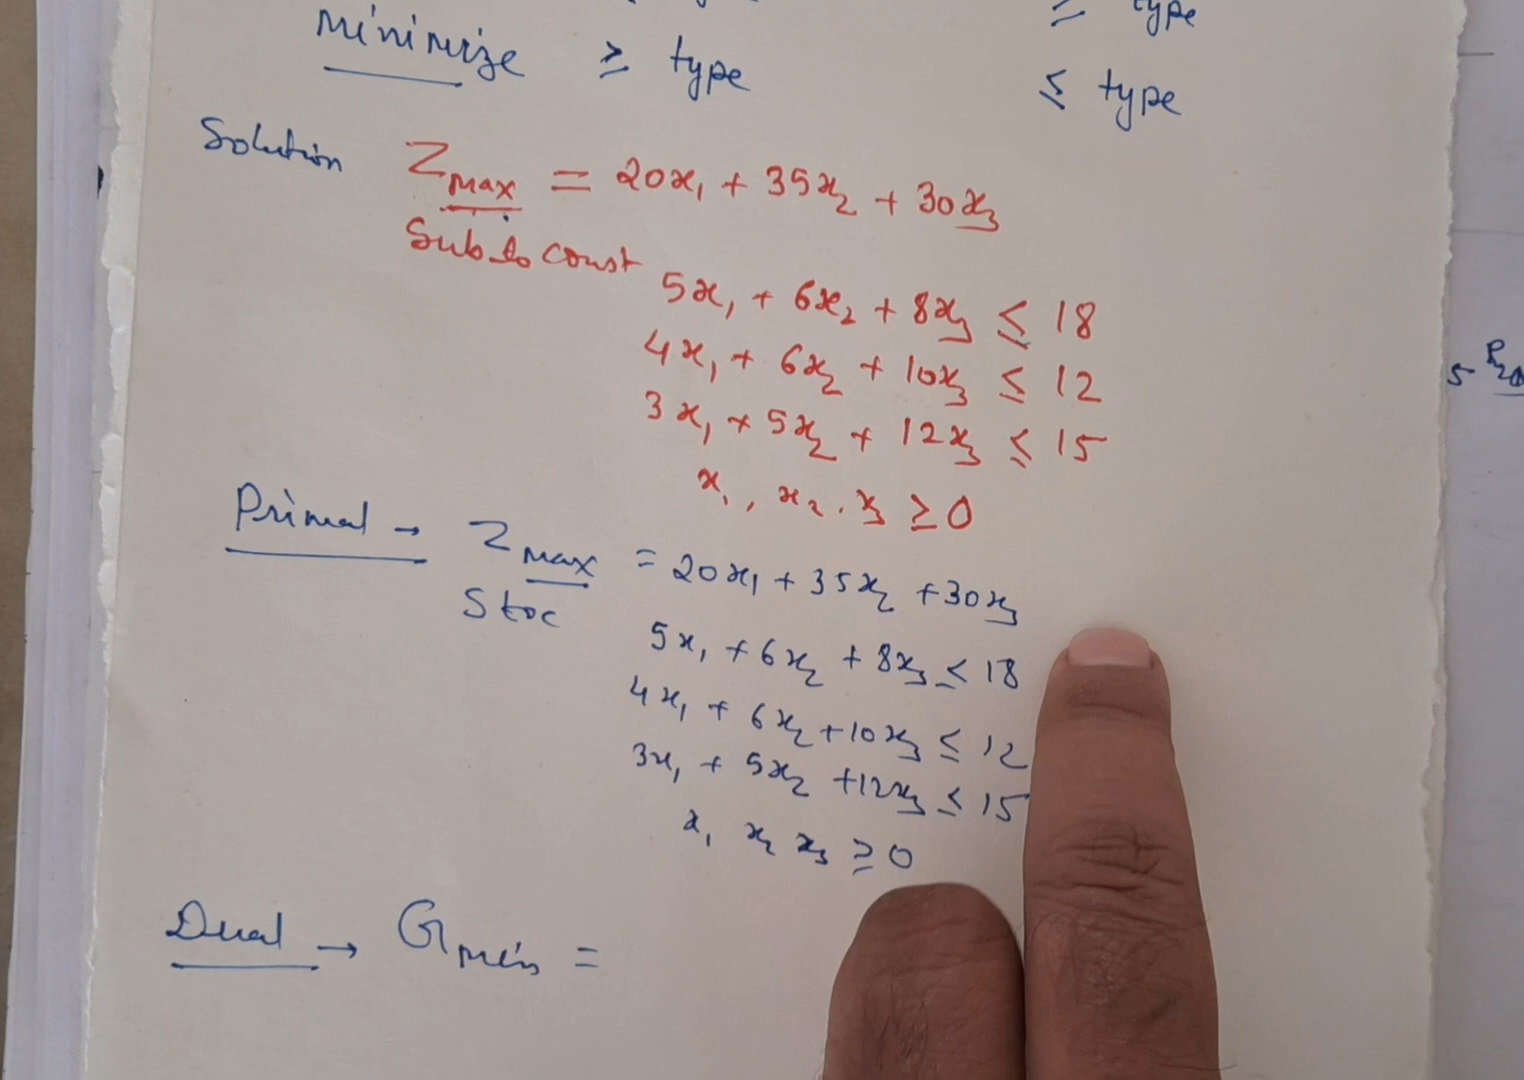 ≥ type
Minimize ≥ type ≤ type
Solution Zmax = 20x₁ + 35x₂ + 30x₃
Sub to const
5x₁ + 6x₂ + 8x₃ ≤ 18
4x₁ + 6x₂ + 10x₃ ≤ 12
3x₁ + 5x₂ + 12x₃ ≤ 15
x₁, x₂, x₃ ≥ 0
Primal → Zmax = 20x₁ + 35x₂ + 30x₃
Stoc
5x₁ + 6x₂ + 8x₃ ≤ 18
4x₁ + 6x₂ + 10x₃ ≤ 12
3x₁ + 5x₂ + 12x₃ ≤ 15
x₁ x₂ x₃ ≥ 0
Dual → Gmin =